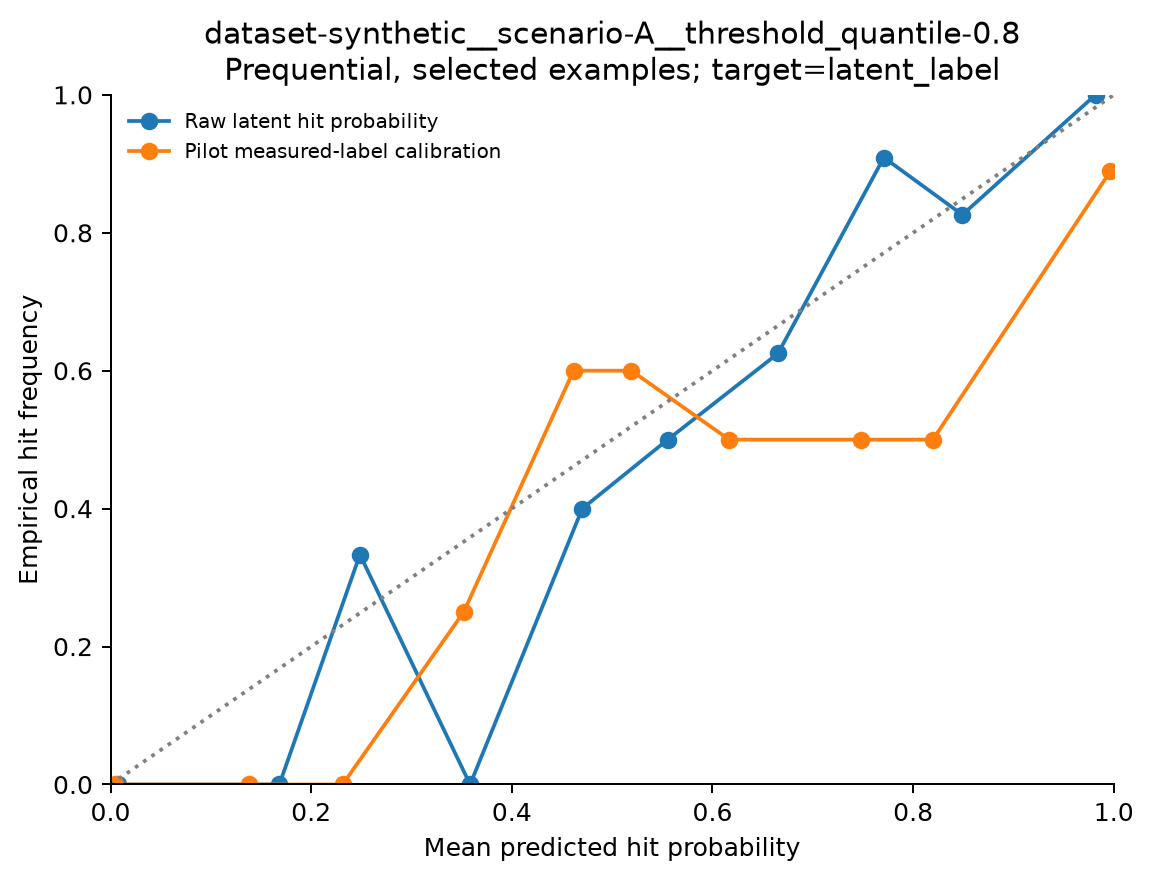 dataset-synthetic__scenario-A__threshold_quantile-0.8
Prequential, selected examples; target=latent_label
Raw latent hit probability
Pilot measured-label calibration
Empirical hit frequency
1.0
0.8
0.6
0.4
0.2
0.0
0.0 0.2 0.4 0.6 0.8 1.0
Mean predicted hit probability